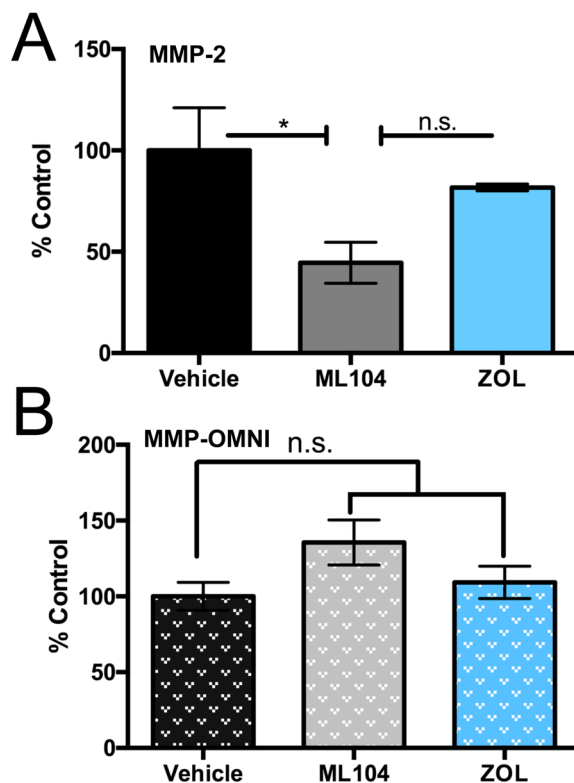 A
MMP-2
150
100
50
0
% Control
*
n.s.
Vehicle ML104 ZOL
B
MMP-OMNI
n.s.
200
150
100
50
0
% Control
Vehicle ML104 ZOL